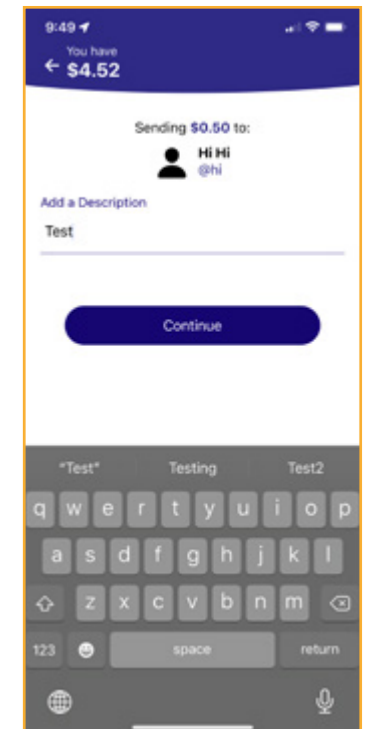 9:49
You have
$4.52
Sending $0.50 to:
Hi Hi
@hi
Add a Description
Test
Continue
"Test" Testing Test2
q w e r t y u i o p
a s d f g h j k l
z x c v b n m
123 space return